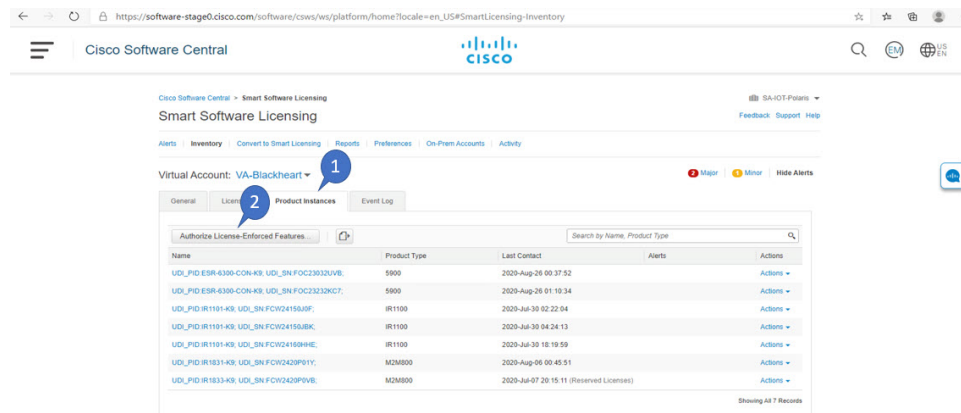 https://software-stage0.cisco.com/software/csws/ws/platform/home?locale=en_US#SmartLicensing-Inventory
Cisco Software Central
CISCO
EM
US
EN
Cisco Software Central > Smart Software Licensing
SA-IOT-Polaris
Smart Software Licensing
Feedback Support Help
Alerts | Inventory | Convert to Smart Licensing | Reports | Preferences | On-Prem Accounts | Activity
1
Virtual Account: VA-Blackheart
2 Major | 1 Minor | Hide Alerts
General Product Instances Event Log
2
Authorize License-Enforced Features...
Search by Name, Product Type
Name Product Type Last Contact Alerts Actions
UDI_PID:ESR-6300-CON-K9; UDI_SN:FOC23032UVB; 5900 2020-Aug-26 00:37:52 Actions
UDI_PID:ESR-6300-CON-K9; UDI_SN:FOC23232KC7; 5900 2020-Aug-26 01:10:34 Actions
UDI_PID:IR1101-K9; UDI_SN:FCW24150J0F; IR1100 2020-Jul-30 02:22:04 Actions
UDI_PID:IR1101-K9; UDI_SN:FCW24150JBK; IR1100 2020-Jul-30 04:24:13 Actions
UDI_PID:IR1101-K9; UDI_SN:FCW24160HHE; IR1100 2020-Jul-30 18:19:59 Actions
UDI_PID:IR1831-K9; UDI_SN:FCW2420P01Y; M2M800 2020-Aug-06 00:45:51 Actions
UDI_PID:IR1833-K9; UDI_SN:FCW2420P0VB; M2M800 2020-Jul-07 20:15:11 (Reserved Licenses) Actions
Showing All 7 Records